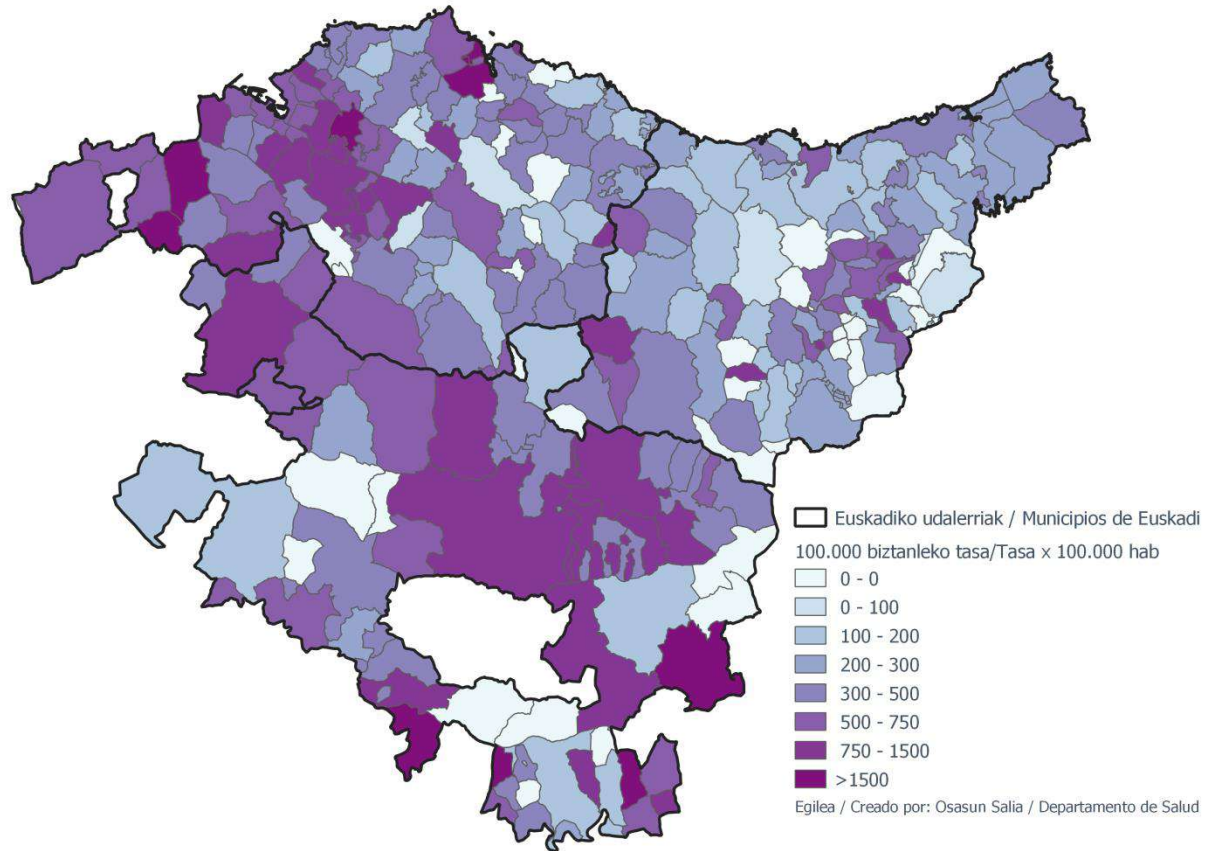 Euskadiko udalerriak / Municipios de Euskadi
100.000 biztanleko tasa/Tasa x 100.000 hab
0 - 0
0 - 100
100 - 200
200 - 300
300 - 500
500 - 750
750 - 1500
>1500
Egilea / Creado por: Osasun Salia / Departamento de Salud